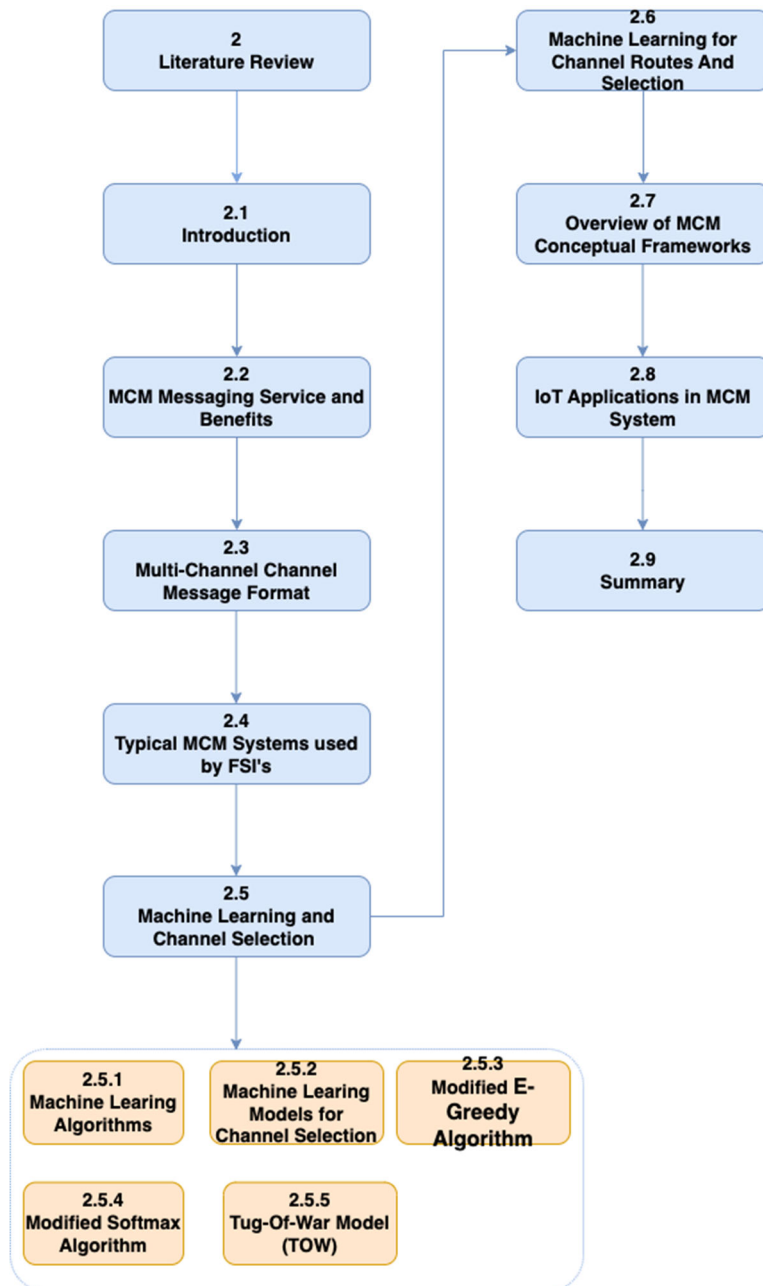 2
Literature Review
2.1
Introduction
2.2
MCM Messaging Service and
Benefits
2.3
Multi-Channel Channel
Message Format
2.4
Typical MCM Systems used
by FSI's
2.5
Machine Learning and
Channel Selection
2.5.1
Machine Learing
Algorithms
2.5.2
Machine Learing
Models for
Channel Selection
2.5.3
Modified E-
Greedy
Algorithm
2.5.4
Modified Softmax
Algorithm
2.5.5
Tug-Of-War Model
(TOW)
2.6
Machine Learning for
Channel Routes And
Selection
2.7
Overview of MCM
Conceptual Frameworks
2.8
IoT Applications in MCM
System
2.9
Summary